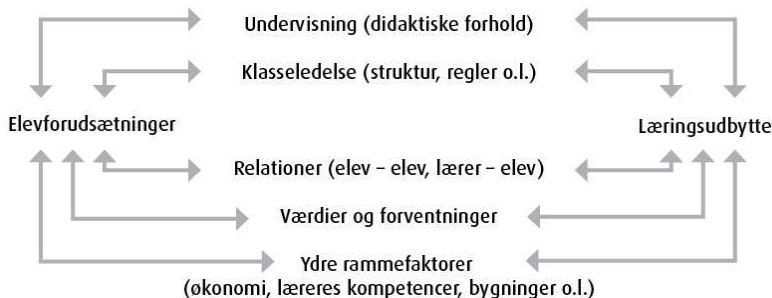 Undervisning (didaktiske forhold)
Klasseledelse (struktur, regler o.l.)
Elevforudsætninger
Læringsudbytte
Relationer (elev – elev, lærer – elev)
Værdier og forventninger
Ydre rammefaktorer
(økonomi, læreres kompetencer, bygninger o.l.)